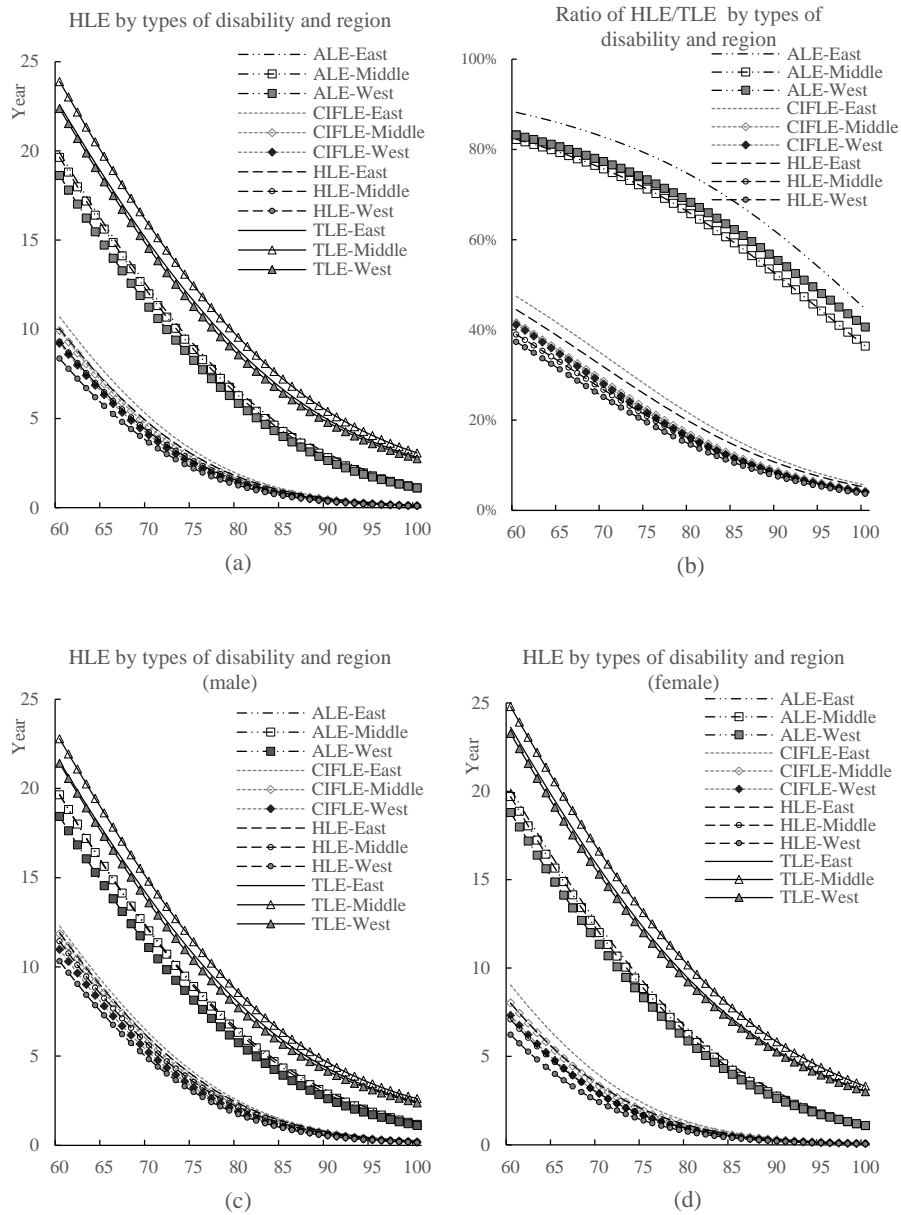 HLE by types of disability and region
25
20
15
10
5
0
Year
60 65 70 75 80 85 90 95 100
ALE-East
ALE-Middle
ALE-West
CIFLE-East
CIFLE-Middle
CIFLE-West
HLE-East
HLE-Middle
HLE-West
TLE-East
TLE-Middle
TLE-West
(a)
Ratio of HLE/TLE by types of
disability and region
100%
80%
60%
40%
20%
0%
60 65 70 75 80 85 90 95 100
ALE-East
ALE-Middle
ALE-West
CIFLE-East
CIFLE-Middle
CIFLE-West
HLE-East
HLE-Middle
HLE-West
(b)
HLE by types of disability and region
(male)
25
20
15
10
5
0
Year
60 65 70 75 80 85 90 95 100
ALE-East
ALE-Middle
ALE-West
CIFLE-East
CIFLE-Middle
CIFLE-West
HLE-East
HLE-Middle
HLE-West
TLE-East
TLE-Middle
TLE-West
(c)
HLE by types of disability and region
(female)
25
20
15
10
5
0
Year
60 65 70 75 80 85 90 95 100
ALE-East
ALE-Middle
ALE-West
CIFLE-East
CIFLE-Middle
CIFLE-West
HLE-East
HLE-Middle
HLE-West
TLE-East
TLE-Middle
TLE-West
(d)